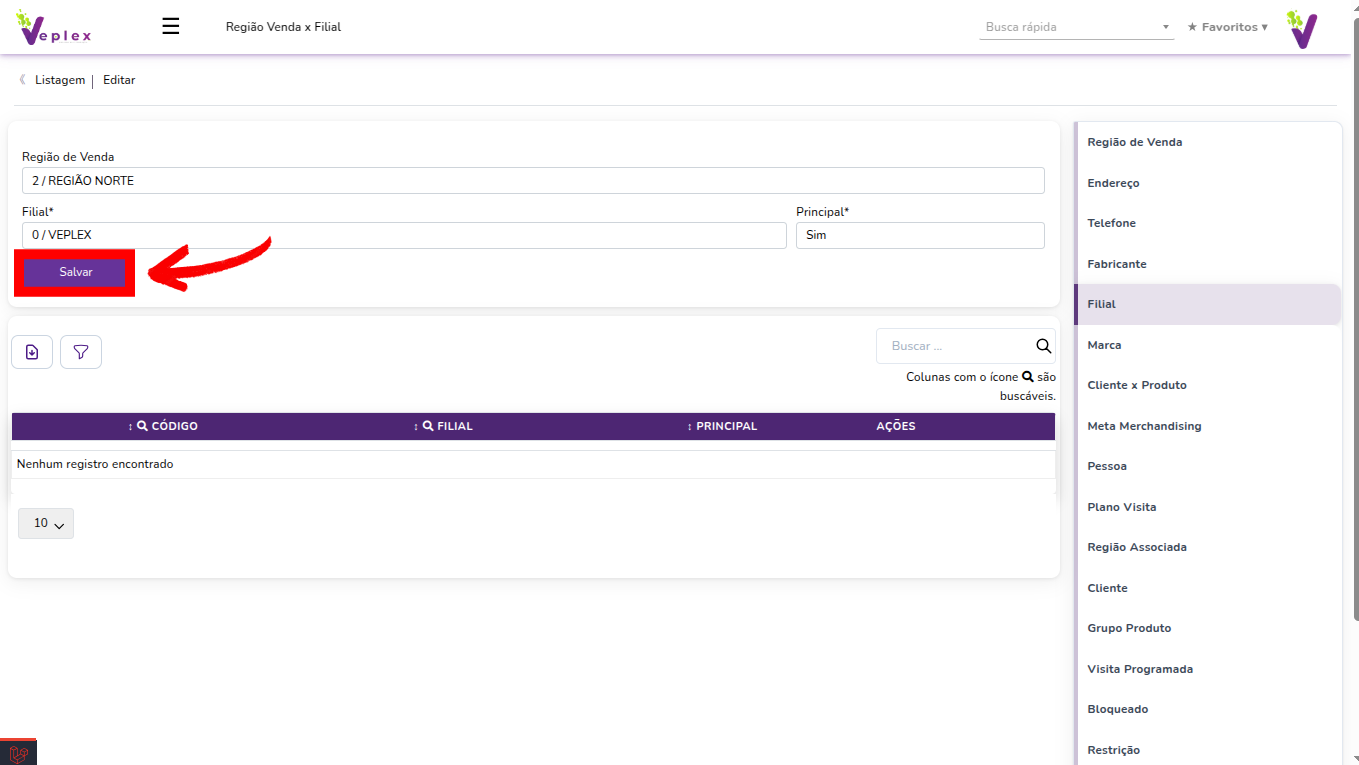 Veplex
Região Venda x Filial
Busca rápida
★ Favoritos ▾
Listagem | Editar
Região de Venda
2 / REGIÃO NORTE
Filial*
Principal*
0 / VEPLEX
Sim
Salvar
Buscar ...
Colunas com o ícone são
buscáveis.
↕ CÓDIGO
↕ FILIAL
↕ PRINCIPAL
AÇÕES
Nenhum registro encontrado
10
Região de Venda
Endereço
Telefone
Fabricante
Filial
Marca
Cliente x Produto
Meta Merchandising
Pessoa
Plano Visita
Região Associada
Cliente
Grupo Produto
Visita Programada
Bloqueado
Restrição